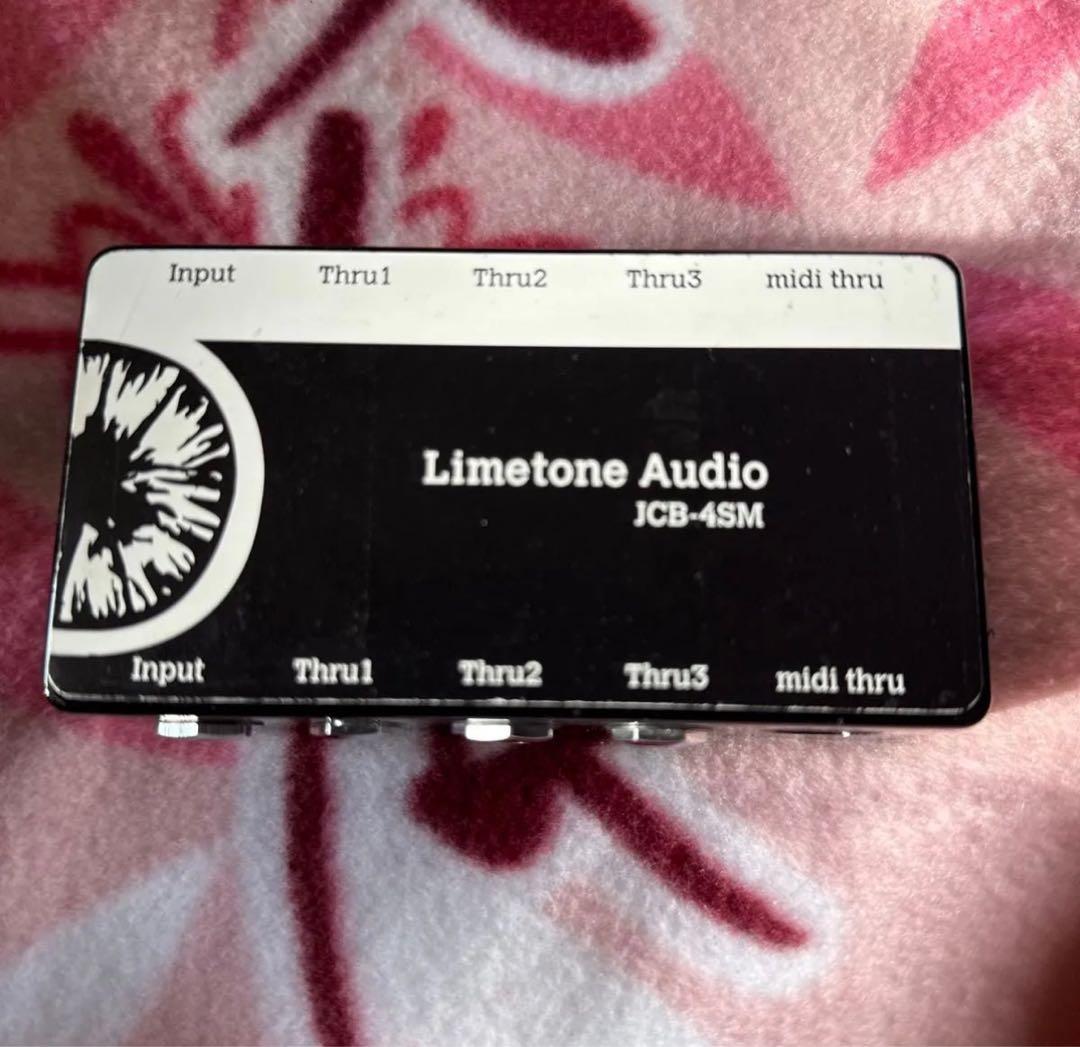 Input Thru1 Thru2 Thru3 midi thru
Limetone Audio
JCB-4SM
Input Thru1 Thru2 Thru3 midi thru